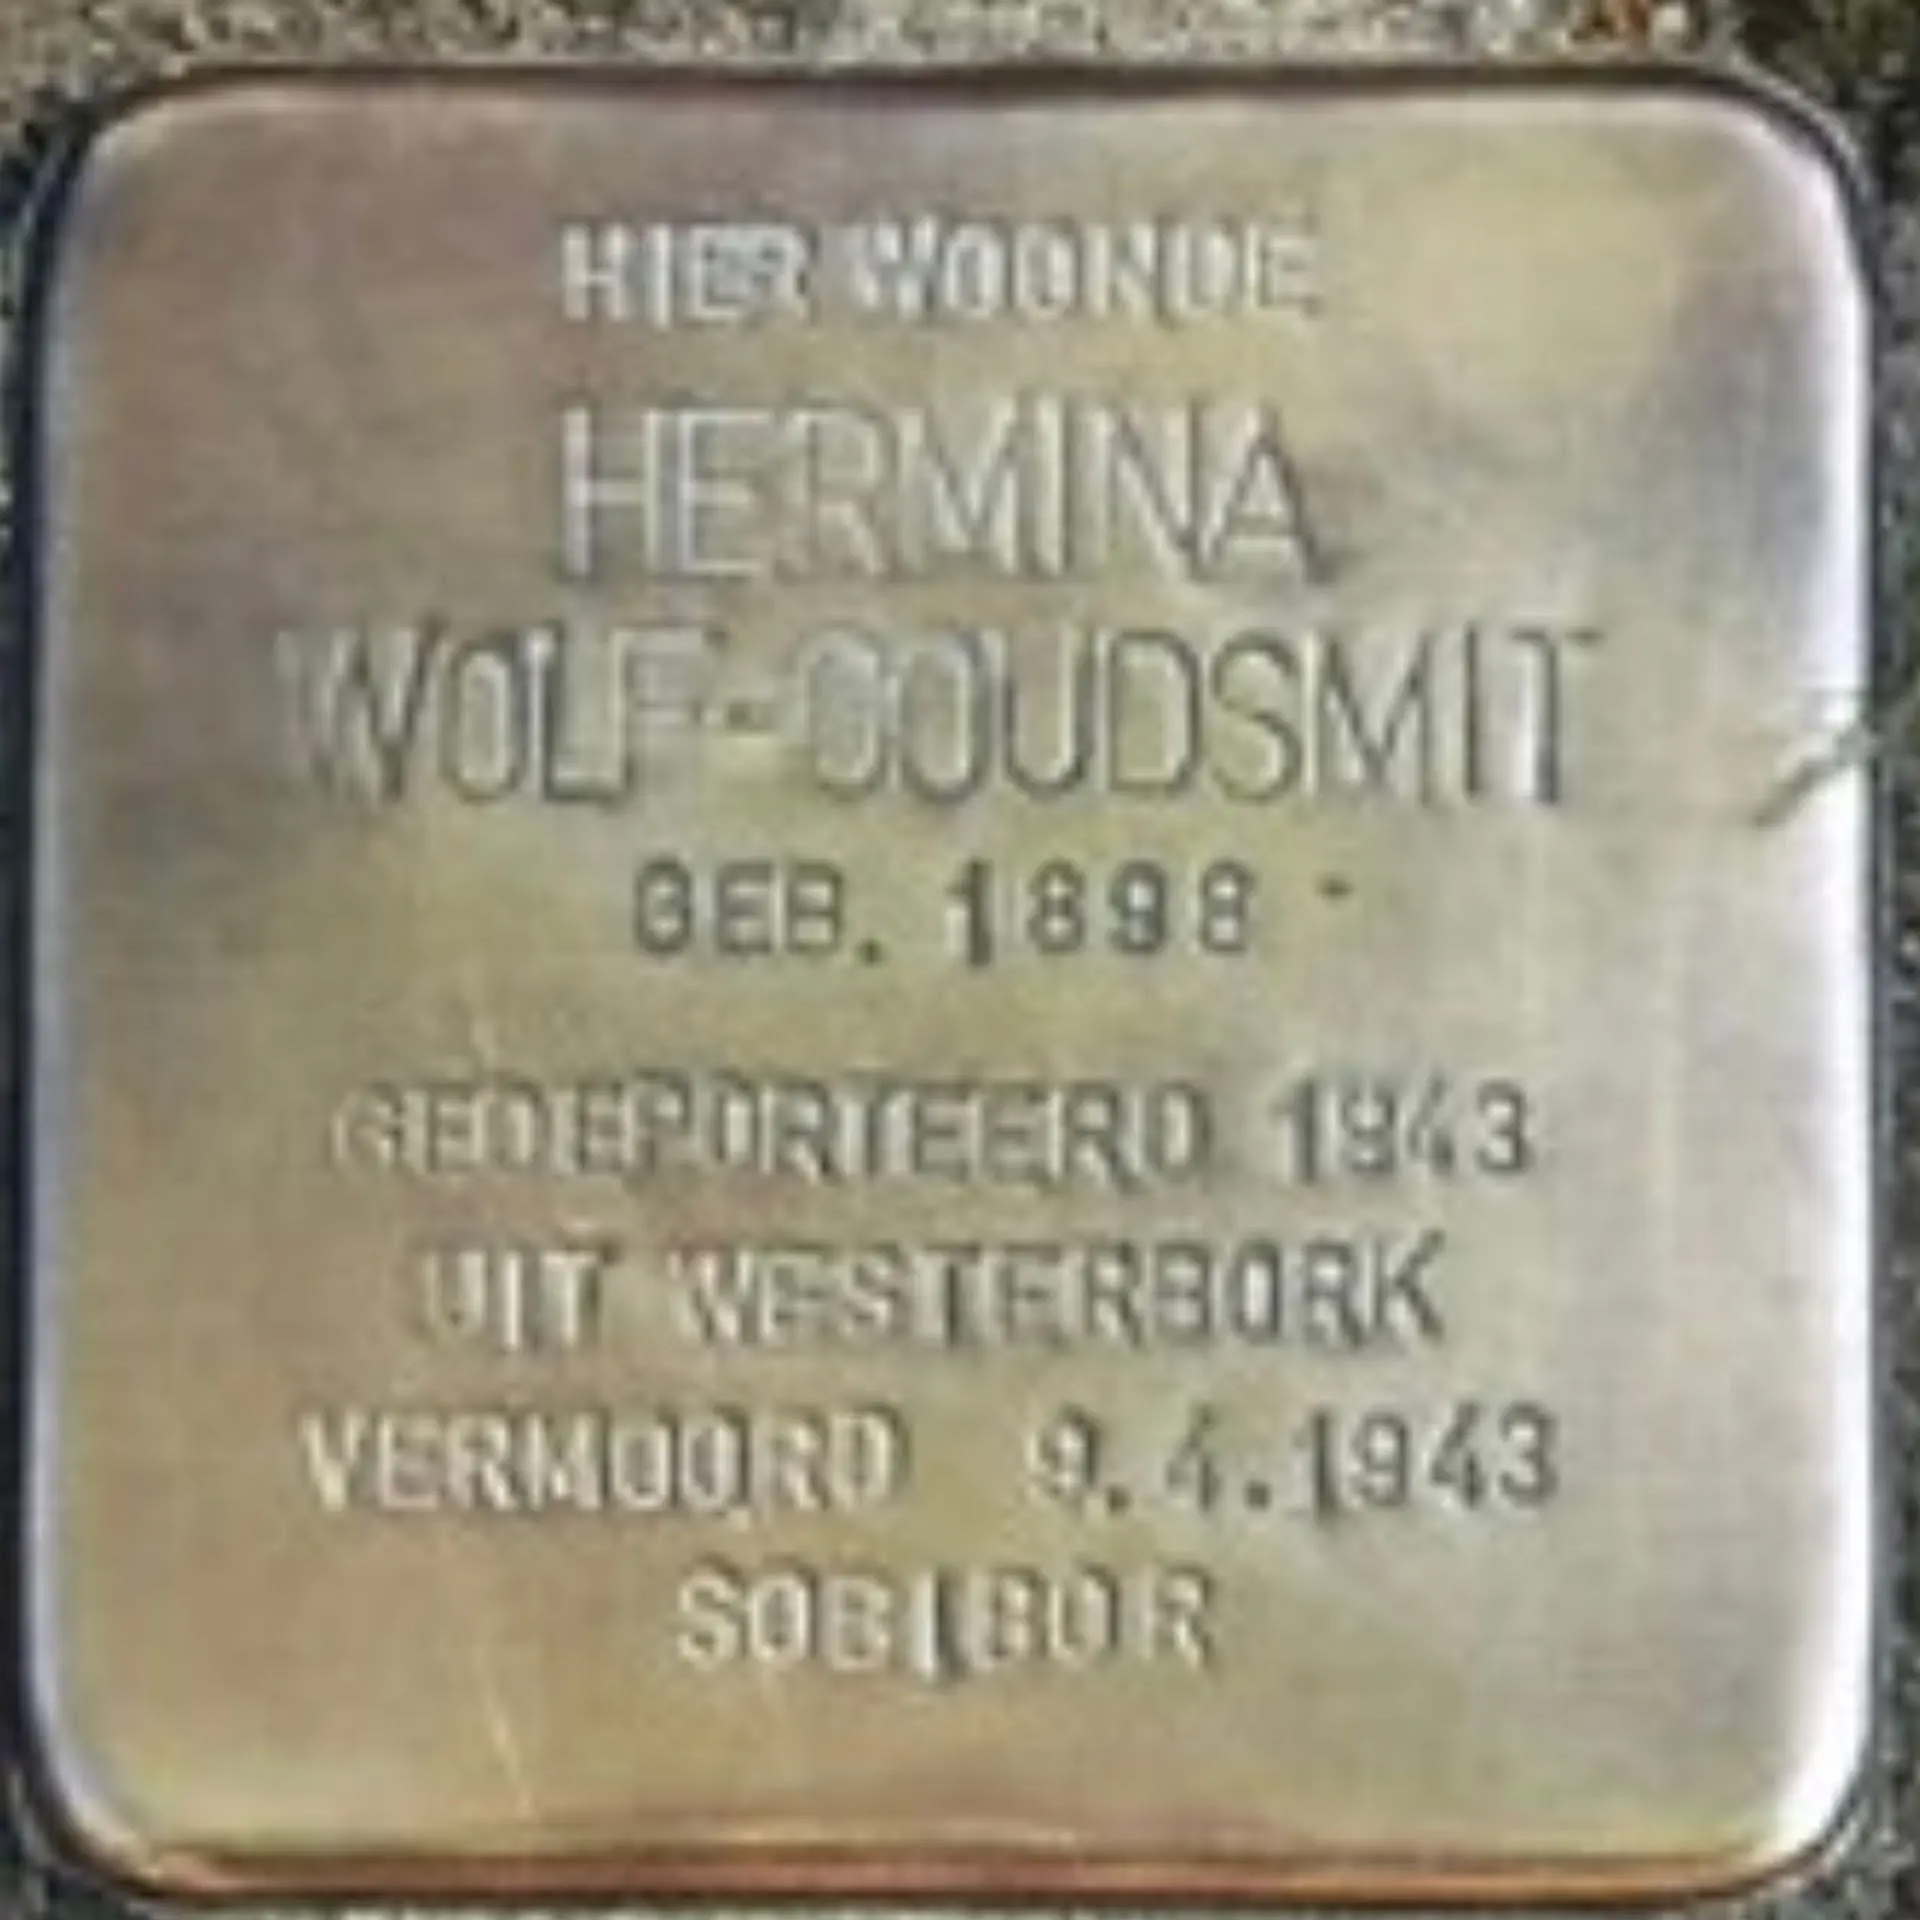 HIER WOONDE
HERMINA
WOLF-GOUDSMIT
GEB. 1898
GEDEPORTEERD 1943
UIT WESTERBORK
VERMOORD 9.4.1943
SOBIBOR